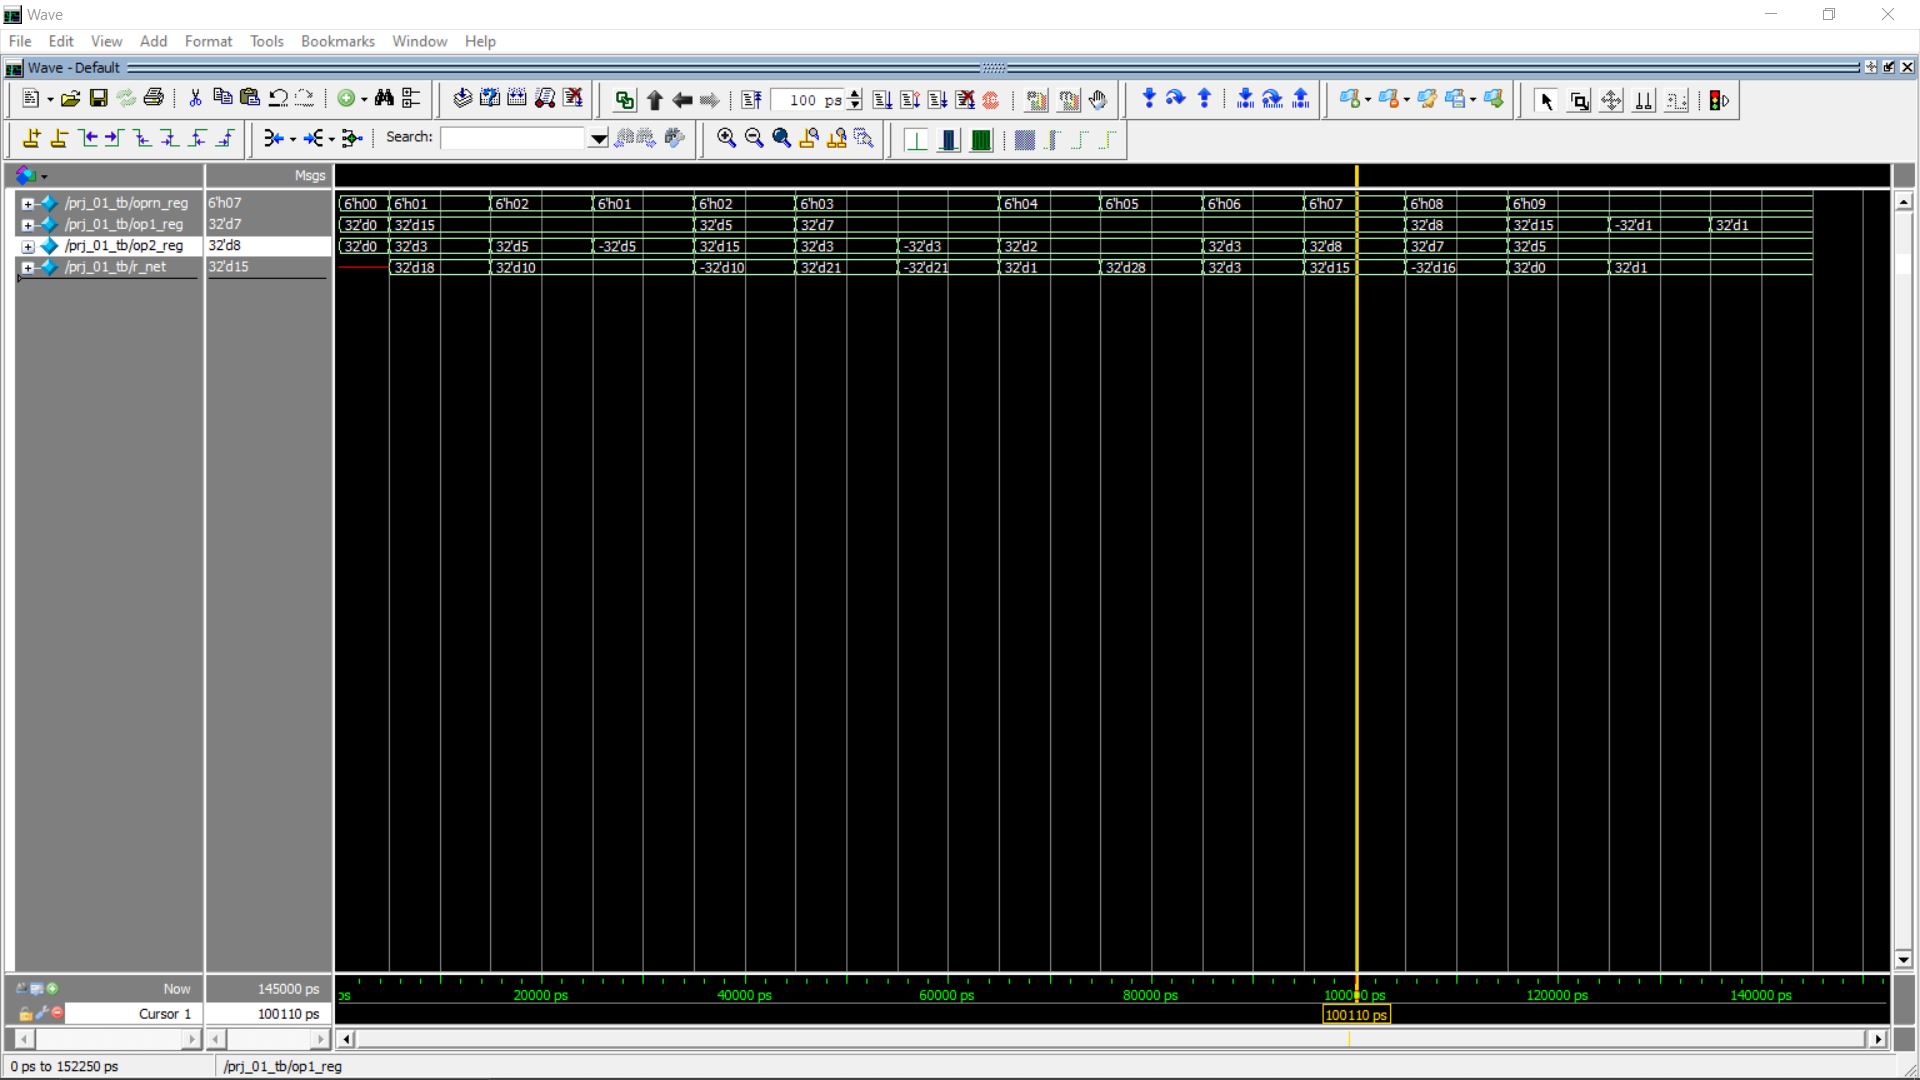 Wave
File Edit View Add Format Tools Bookmarks Window Help
Wave - Default
100 ps
Search:
Msgs
/prj_01_tb/oprn_reg 6'h07 6'h00 6'h01 6'h02 6'h01 6'h02 6'h03 6'h04 6'h05 6'h06 6'h07 6'h08 6'h09
/prj_01_tb/op1_reg 32'd7 32'd0 32'd15 32'd5 32'd7 32'd8 32'd15 -32'd1 32'd1
/prj_01_tb/op2_reg 32'd8 32'd0 32'd3 32'd5 -32'd5 32'd15 32'd3 -32'd3 32'd2 32'd3 32'd8 32'd7 32'd5
/prj_01_tb/r_net 32'd15 32'd18 32'd10 -32'd10 32'd21 -32'd21 32'd1 32'd28 32'd3 32'd15 -32'd16 32'd0 32'd1
Now 145000 ps ps 20000 ps 40000 ps 60000 ps 80000 ps 100000 ps 120000 ps 140000 ps
Cursor 1 100110 ps 100110 ps
0 ps to 152250 ps /prj_01_tb/op1_reg